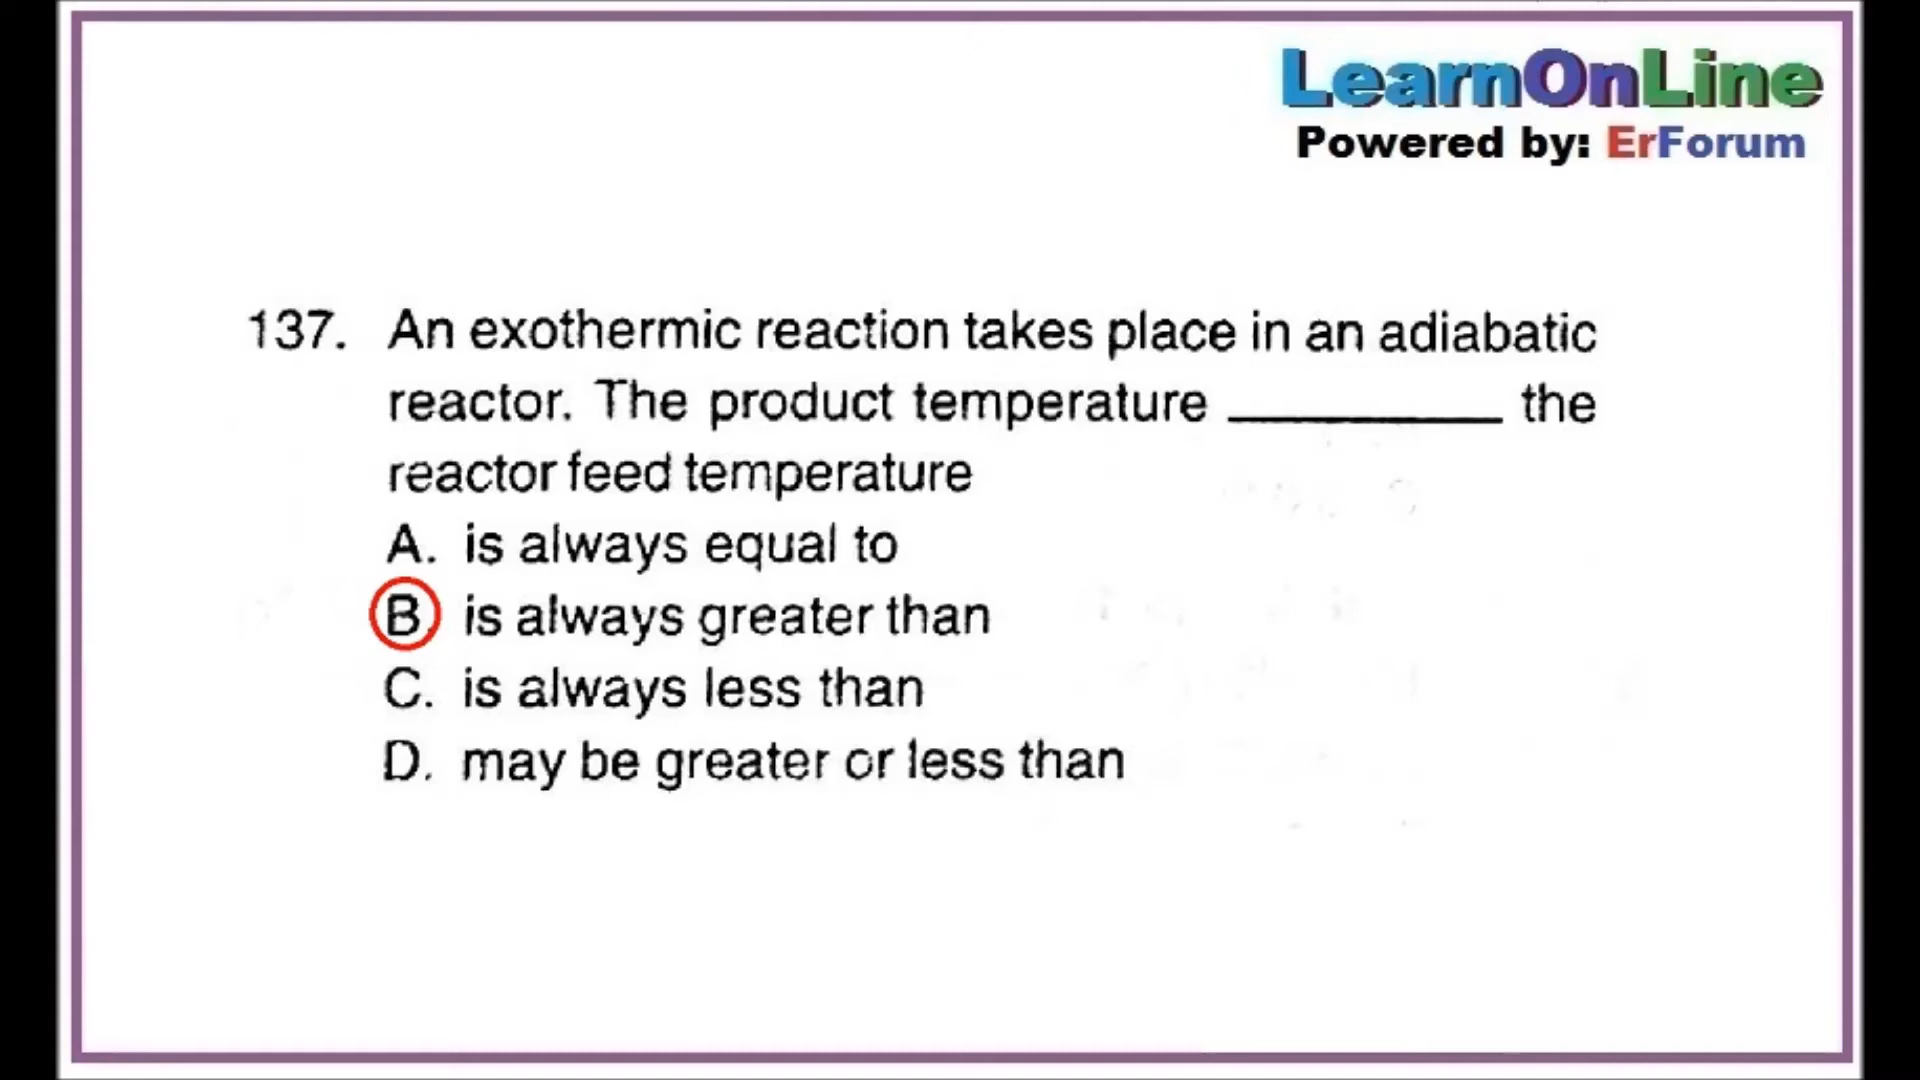 LearnOnLine
Powered by: ErForum
137. An exothermic reaction takes place in an adiabatic
reactor. The product temperature __________ the
reactor feed temperature
A. is always equal to
B. is always greater than
C. is always less than
D. may be greater or less than